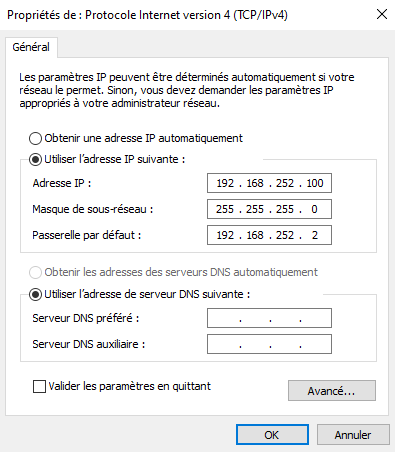 Propriétés de : Protocole Internet version 4 (TCP/IPv4)
Général
Les paramètres IP peuvent être déterminés automatiquement si votre
réseau le permet. Sinon, vous devez demander les paramètres IP
appropriés à votre administrateur réseau.
Obtenir une adresse IP automatiquement
Utiliser l'adresse IP suivante :
Adresse IP : 192 . 168 . 252 . 100
Masque de sous-réseau : 255 . 255 . 255 . 0
Passerelle par défaut : 192 . 168 . 252 . 2
Obtenir les adresses des serveurs DNS automatiquement
Utiliser l'adresse de serveur DNS suivante :
Serveur DNS préféré : . . .
Serveur DNS auxiliaire : . . .
Valider les paramètres en quittant
Avancé...
OK Annuler